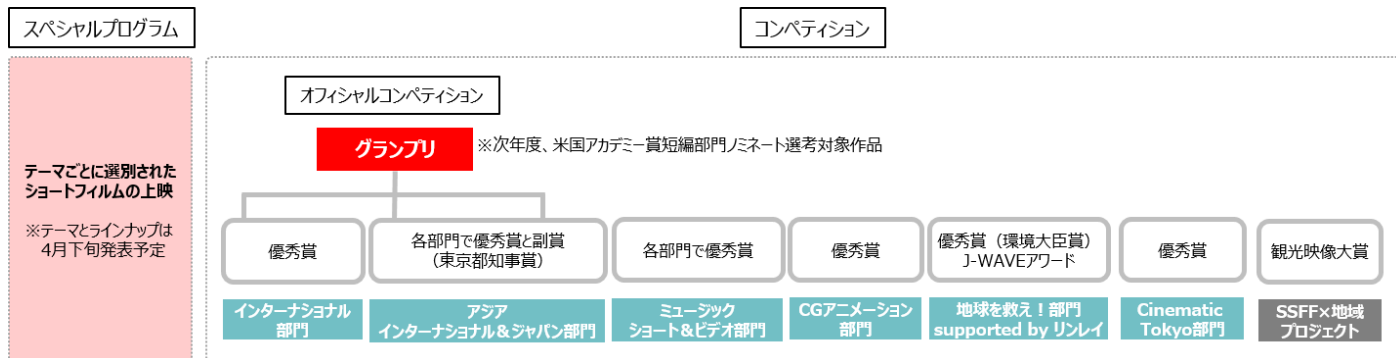 スペシャルプログラム
コンペティション
オフィシャルコンペティション
グランプリ
※次年度、米国アカデミー賞短編部門ノミネート選考対象作品
テーマごとに選別された
ショートフィルムの上映
※テーマとラインナップは
4月下旬発表予定
優秀賞
各部門で優秀賞と副賞
（東京都知事賞）
各部門で優秀賞
優秀賞
優秀賞（環境大臣賞）
J-WAVEアワード
優秀賞
観光映像大賞
インターナショナル
部門
アジア
インターナショナル＆ジャパン部門
ミュージック
ショート＆ビデオ部門
CGアニメーション
部門
地球を救え！部門
supported by リンレイ
Cinematic
Tokyo部門
SSFF×地域
プロジェクト